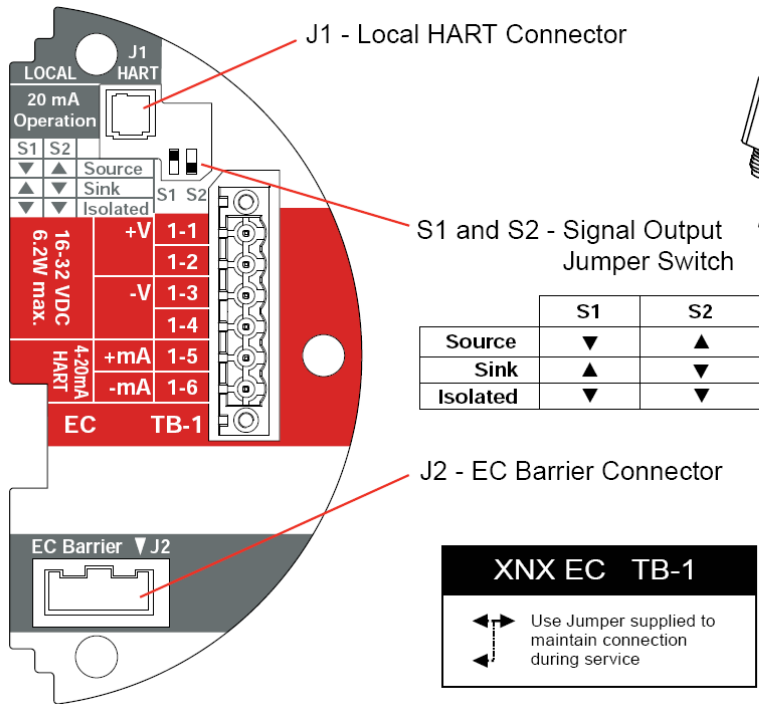 J1 - Local HART Connector
J1
LOCAL HART
20 mA
Operation
S1 S2
▼ ▲ Source
▲ ▼ Sink
▼ ▼ Isolated
S1 S2
16-32 VDC
6.2W max.
+V 1-1
1-2
-V 1-3
1-4
4-20mA
HART
+mA 1-5
-mA 1-6
EC TB-1
S1 and S2 - Signal Output
Jumper Switch
S1 S2
Source ▼ ▲
Sink ▲ ▼
Isolated ▼ ▼
J2 - EC Barrier Connector
EC Barrier ▼ J2
XNX EC TB-1
Use Jumper supplied to
maintain connection
during service